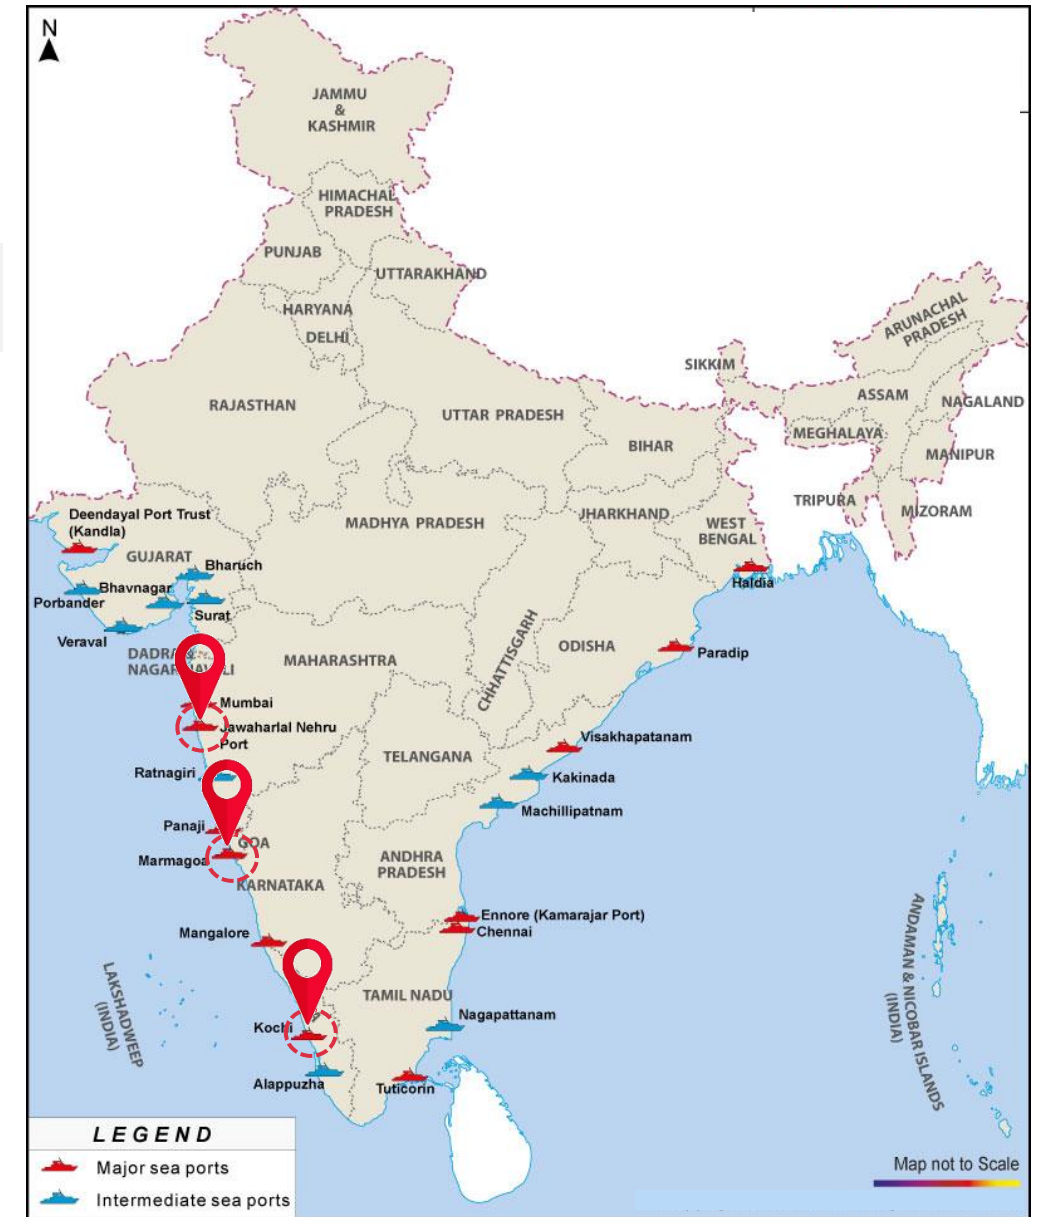 N
JAMMU
&
KASHMIR
HIMACHAL
PRADESH
PUNJAB
UTTARAKHAND
HARYANA
DELHI
ARUNACHAL
PRADESH
SIKKIM
RAJASTHAN
UTTAR PRADESH
ASSAM
NAGALAND
BIHAR
MEGHALAYA
MANIPUR
TRIPURA
MIZORAM
Deendayal Port Trust
(Kandla)
MADHYA PRADESH
JHARKHAND
WEST
BENGAL
GUJARAT
Bharuch
Haldia
Bhavnagar
Porbander
Surat
Veraval
DADRA &
NAGAR HAVELI
MAHARASHTRA
CHHATTISGARH
ODISHA
Paradip
Mumbai
Jawaharlal Nehru
Port
Visakhapatanam
TELANGANA
Ratnagiri
Kakinada
Machillipatnam
Panaji
GOA
Marmagoa
ANDHRA
PRADESH
KARNATAKA
Ennore (Kamarajar Port)
Chennai
Mangalore
LAKSHADWEEP
(INDIA)
TAMIL NADU
ANDAMAN & NICOBAR ISLANDS
(INDIA)
Nagapattanam
Kochi
Alappuzha
Tuticorin
LEGEND
Major sea ports
Intermediate sea ports
Map not to Scale